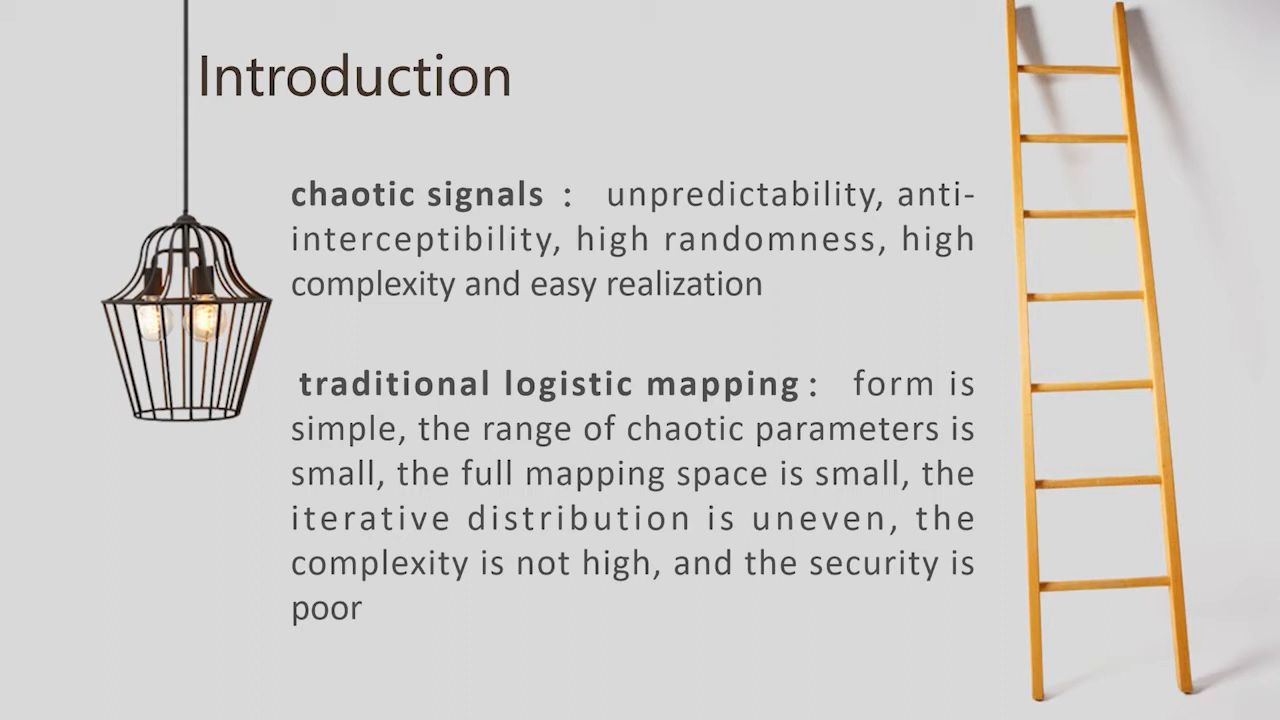 Introduction
chaotic signals： unpredictability, anti-
interceptibility, high randomness, high
complexity and easy realization
traditional logistic mapping： form is
simple, the range of chaotic parameters is
small, the full mapping space is small, the
iterative distribution is uneven, the
complexity is not high, and the security is
poor